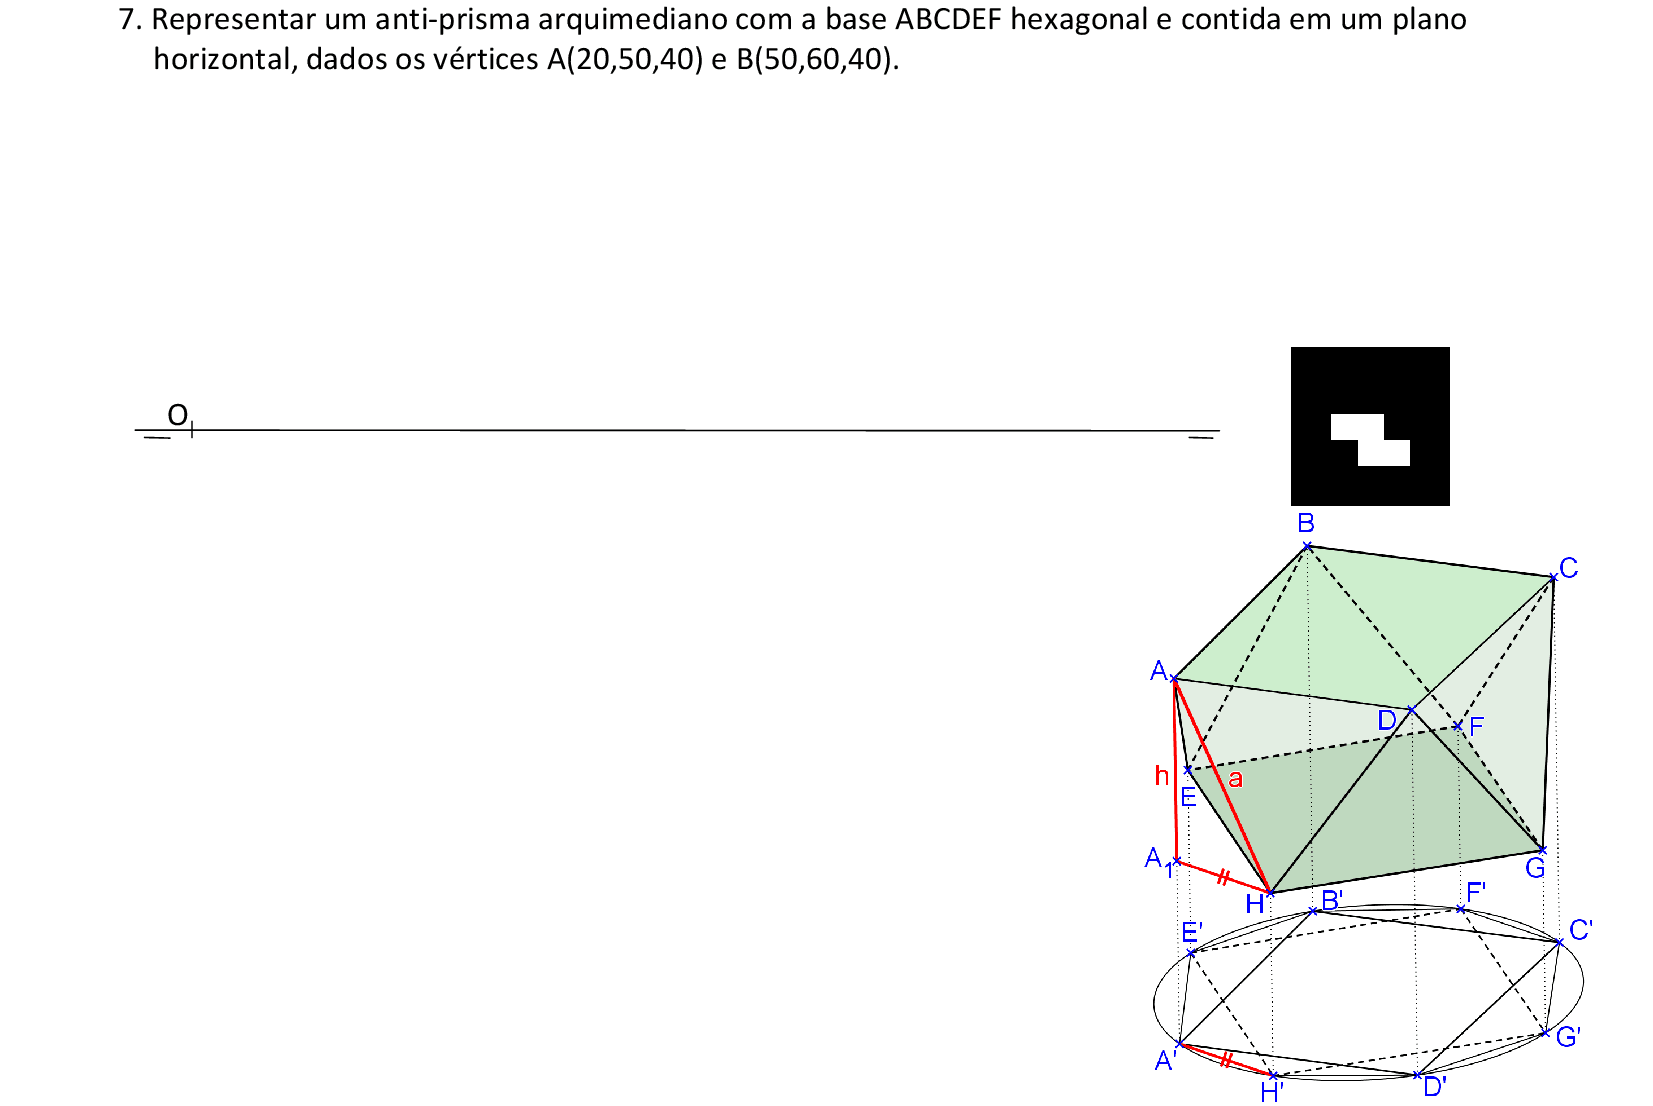 7. Representar um anti-prisma arquimediano com a base ABCDEF hexagonal e contida em um plano
horizontal, dados os vértices A(20,50,40) e B(50,60,40).
O
B
C
A
D
F
h
a
E
A1
G
H
B'
F'
E'
C'
A'
G'
H'
D'